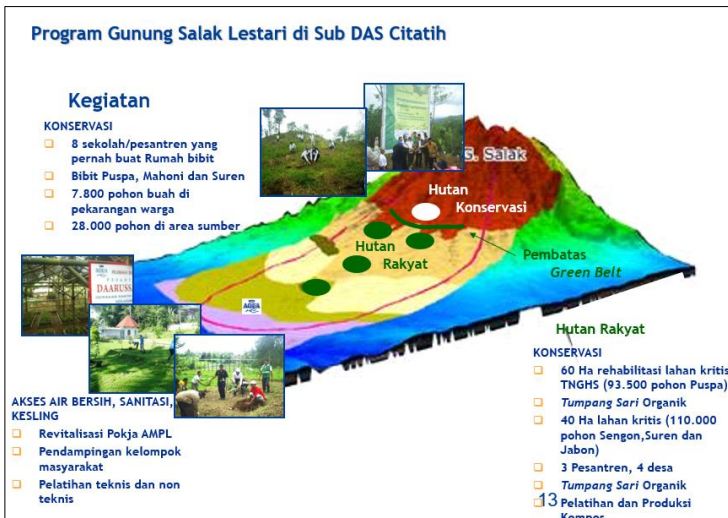 Program Gunung Salak Lestari di Sub DAS Citatih
Kegiatan
KONSERVASI
8 sekolah/pesantren yang
pernah buat Rumah bibit
Bibit Puspa, Mahoni dan Suren
7.800 pohon buah di
pekarangan warga
28.000 pohon di area sumber
G. Salak
Hutan
Konservasi
Hutan
Rakyat
Pembatas
Green Belt
AQUA
DAARUSSA
AKSES AIR BERSIH, SANITASI,
KESLING
Revitalisasi Pokja AMPL
Pendampingan kelompok
masyarakat
Pelatihan teknis dan non
teknis
Hutan Rakyat
KONSERVASI
60 Ha rehabilitasi lahan kritis
TNGHS (93.500 pohon Puspa)
Tumpang Sari Organik
40 Ha lahan kritis (110.000
pohon Sengon,Suren dan
Jabon)
3 Pesantren, 4 desa
Tumpang Sari Organik
Pelatihan dan Produksi
Kompos
13